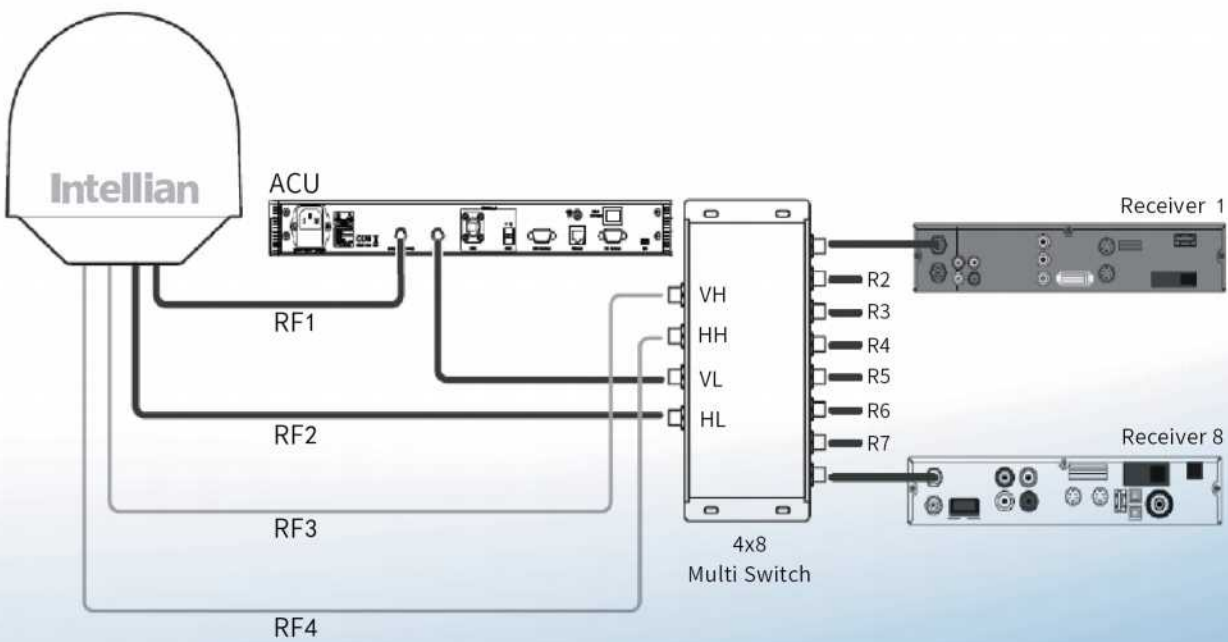 Intellian
ACU
Receiver 1
RF1
VH
HH
VL
HL
R2
R3
R4
R5
R6
R7
RF2
Receiver 8
RF3
4x8
Multi Switch
RF4